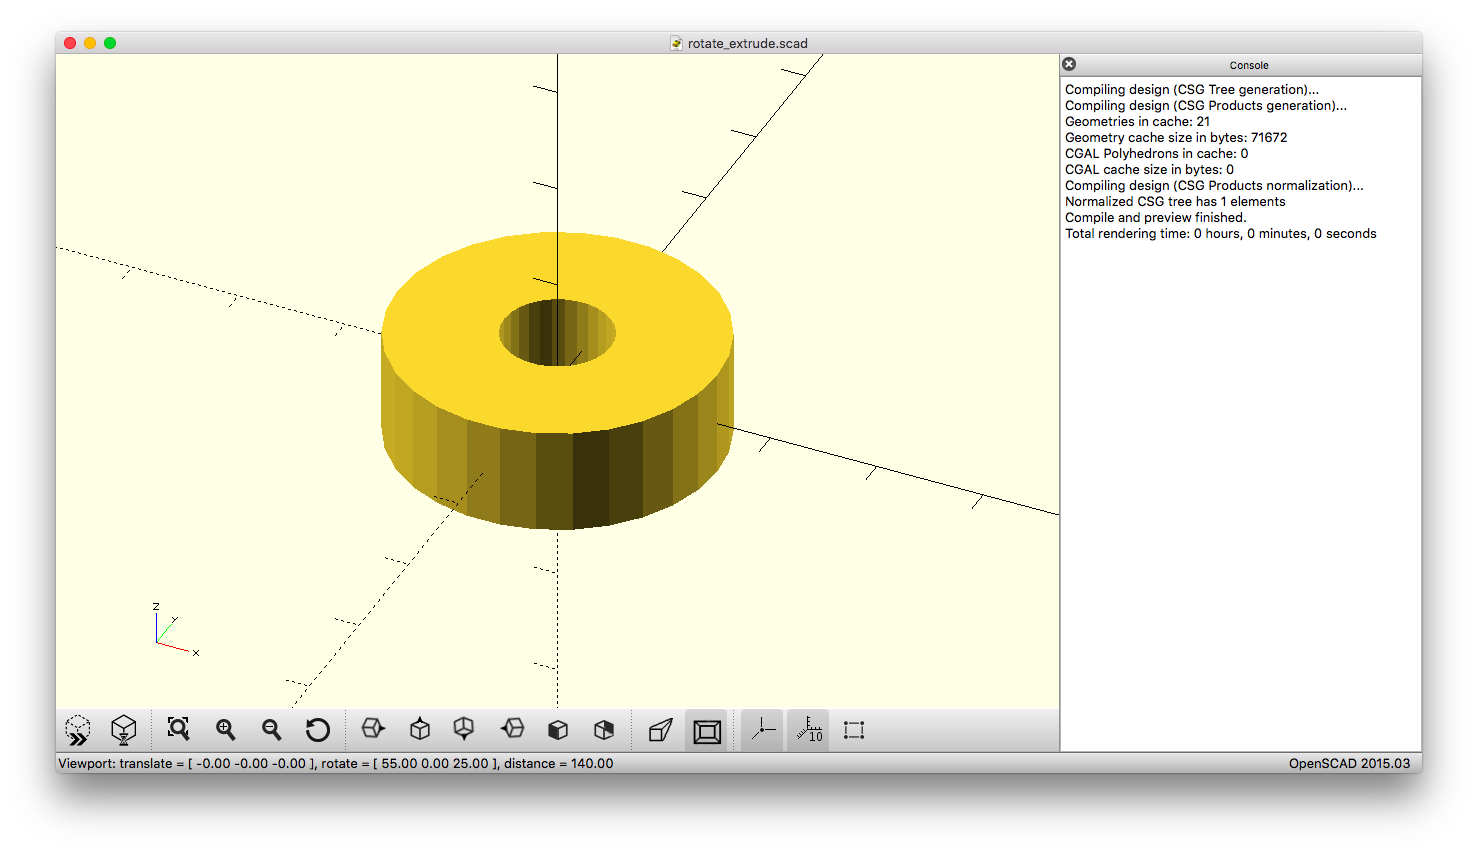 rotate_extrude.scad
Console
Compiling design (CSG Tree generation)...
Compiling design (CSG Products generation)...
Geometries in cache: 21
Geometry cache size in bytes: 71672
CGAL Polyhedrons in cache: 0
CGAL cache size in bytes: 0
Compiling design (CSG Products normalization)...
Normalized CSG tree has 1 elements
Compile and preview finished.
Total rendering time: 0 hours, 0 minutes, 0 seconds
z
y
x
10
Viewport: translate = [ -0.00 -0.00 -0.00 ], rotate = [ 55.00 0.00 25.00 ], distance = 140.00
OpenSCAD 2015.03